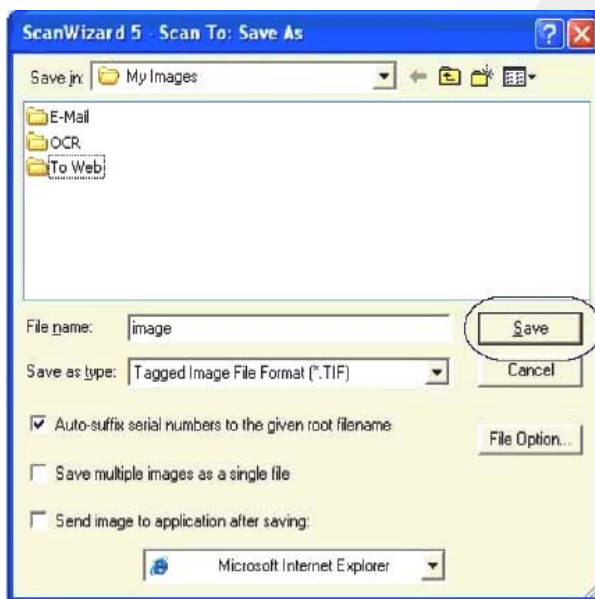 ScanWizard 5 - Scan To: Save As
Save in: My Images
E-Mail
OCR
To Web
File name: image Save
Save as type: Tagged Image File Format (*.TIF) Cancel
Auto-suffix serial numbers to the given root filename
File Option...
Save multiple images as a single file
Send image to application after saving:
Microsoft Internet Explorer